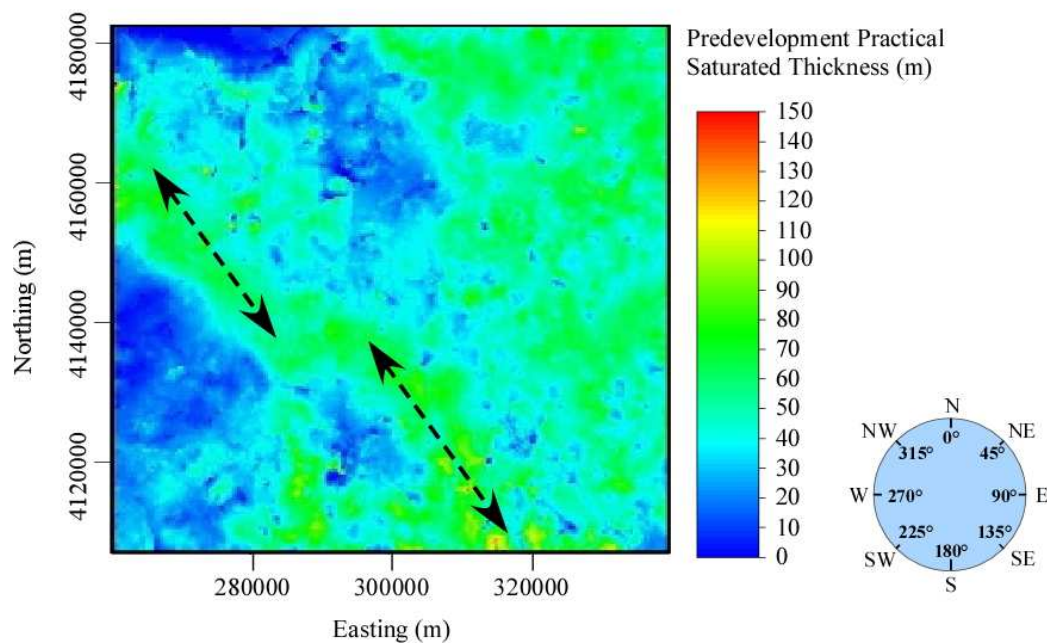 Predevelopment Practical
Saturated Thickness (m)
150
140
130
120
110
100
90
80
70
60
50
40
30
20
10
0
Northing (m)
4180000
4160000
4140000
4120000
280000
300000
320000
Easting (m)
N
NW
NE
0°
315°
45°
W
270°
90°
E
225°
135°
SW
180°
SE
S